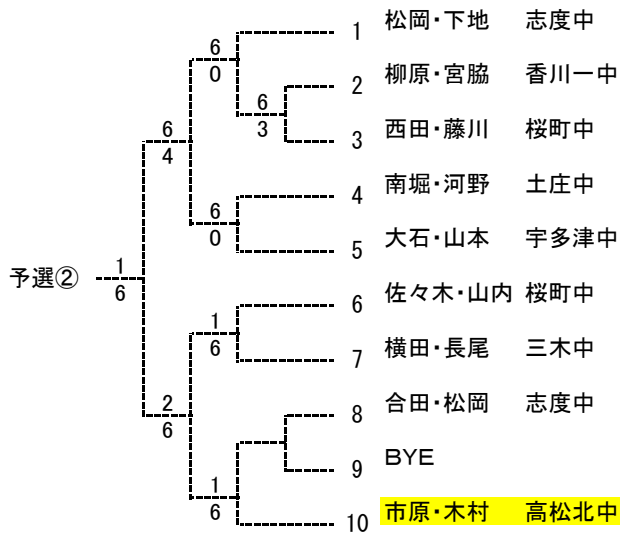 1 松岡・下地 志度中
6
0
2 柳原・宮脇 香川一中
6
3
3 西田・藤川 桜町中
6
4
4 南堀・河野 土庄中
6
0
5 大石・山本 宇多津中
予選② 1
6
6 佐々木・山内 桜町中
1
6
7 横田・長尾 三木中
8 合田・松岡 志度中
2
6
9 BYE
1
6
10 市原・木村 高松北中